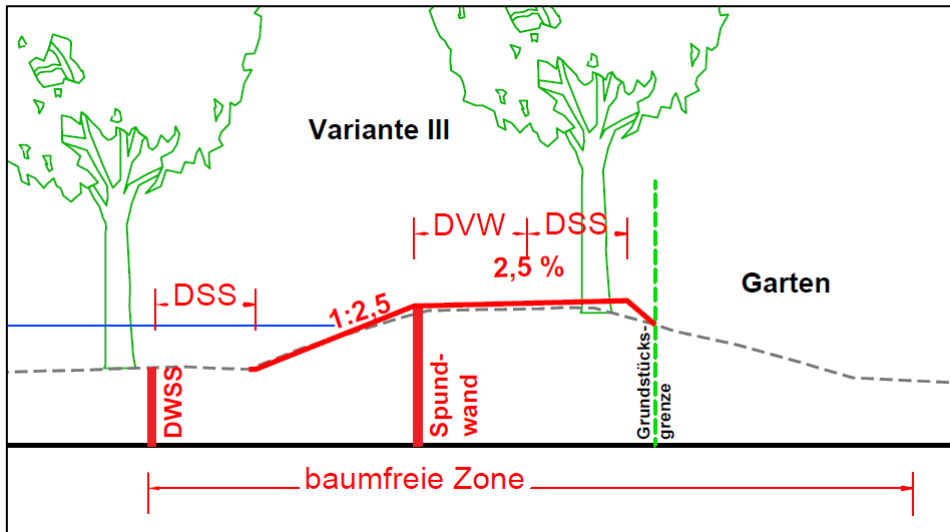 Variante III
DVW
DSS
2,5 %
DSS
1:2,5
Garten
DWSS
Spund-
wand
Grundstücks-
grenze
baumfreie Zone